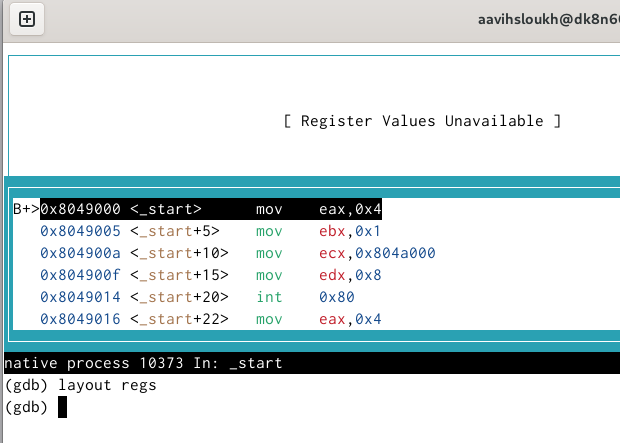 aavihsloukh@dk8n6
[ Register Values Unavailable ]
B+>0x8049000 <_start>      mov    eax,0x4
0x8049005 <_start+5>    mov    ebx,0x1
0x804900a <_start+10>   mov    ecx,0x804a000
0x804900f <_start+15>   mov    edx,0x8
0x8049014 <_start+20>   int    0x80
0x8049016 <_start+22>   mov    eax,0x4
native process 10373 In: _start
(gdb) layout regs
(gdb)